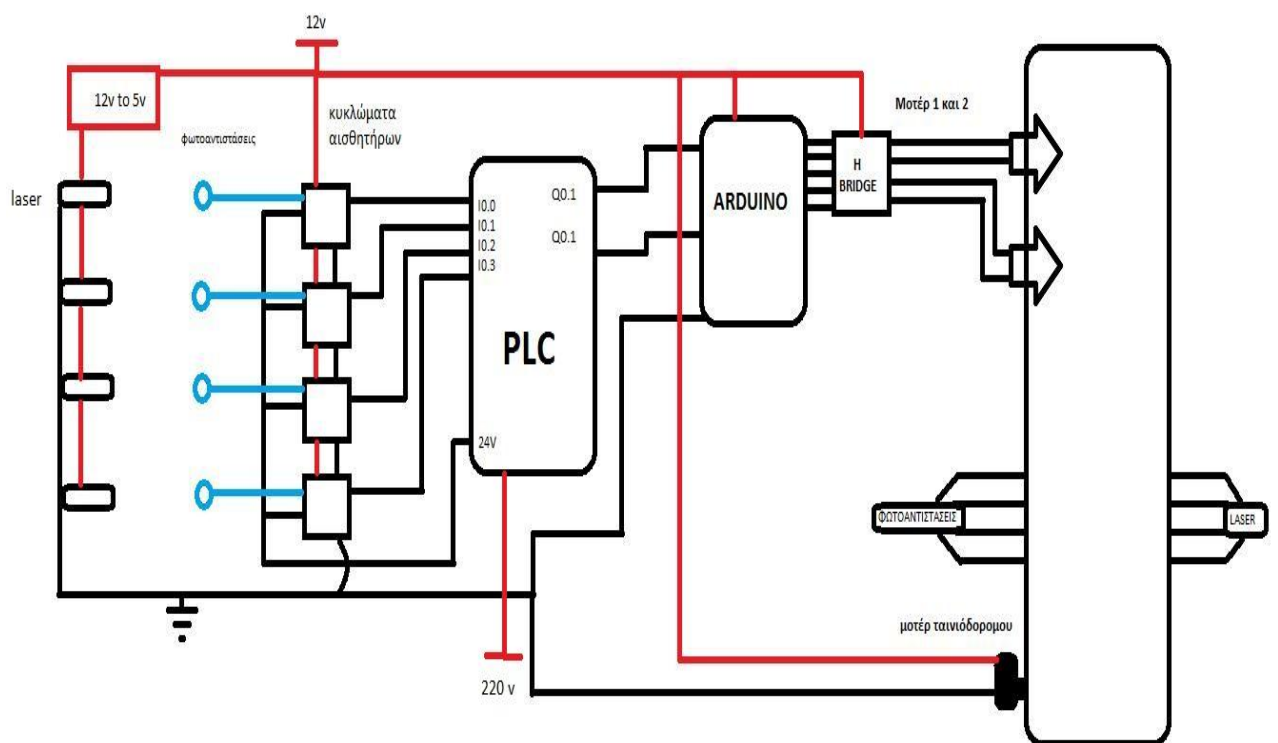 12v
12v to 5v
κυκλώματα
αισθητήρων
φωτοαντιστάσεις
laser
I0.0
I0.1
I0.2
I0.3
Q0.1
Q0.1
PLC
24V
220 v
ARDUINO
H
BRIDGE
Μοτέρ 1 και 2
ΦΩΤΟΑΝΤΙΣΤΑΣΕΙΣ
LASER
μοτέρ ταινιόδορομου